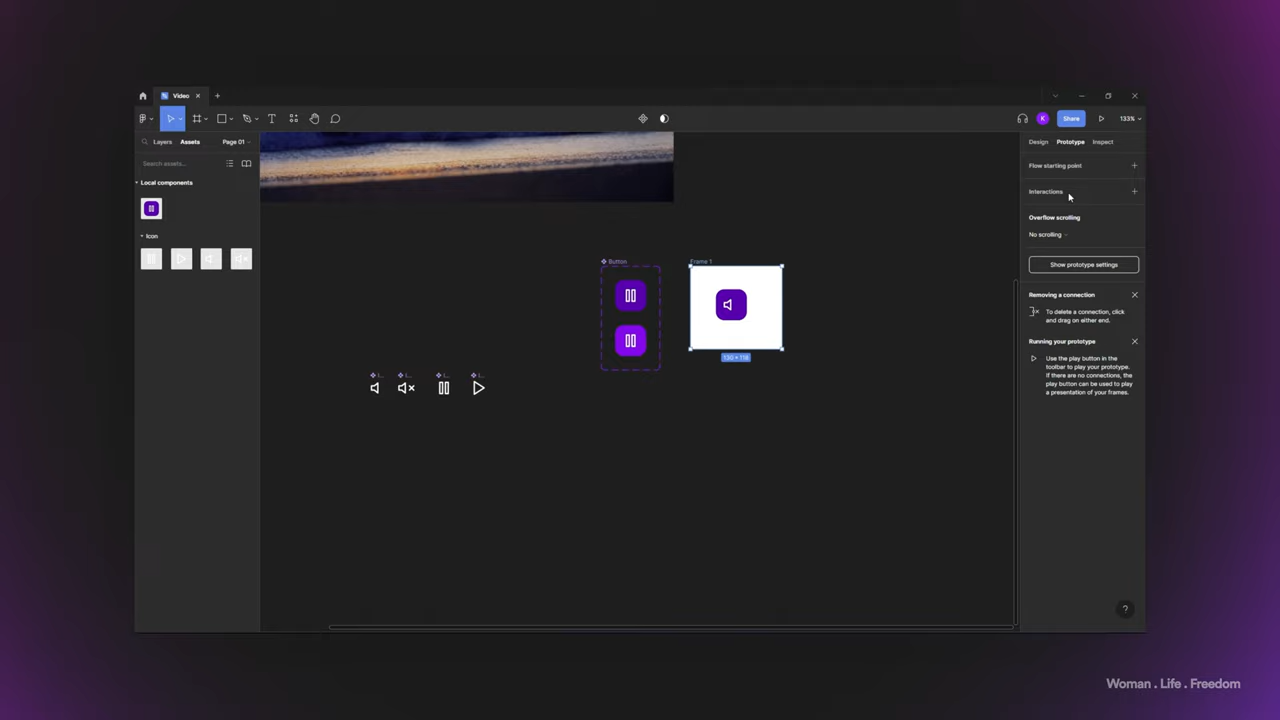 Video
Share
133%
Layers
Assets
Page 01
Design
Prototype
Inspect
Search assets...
Local components
Icon
Button
Frame 1
I...
I...
I...
I...
Flow starting point
Interactions
Overflow scrolling
No scrolling
Show prototype settings
Removing a connection
To delete a connection, click
and drag on either end.
Running your prototype
Use the play button in the
toolbar to play your prototype.
If there are no connections, the
play button can be used to play
a presentation of your frames.
K
?
Woman . Life . Freedom